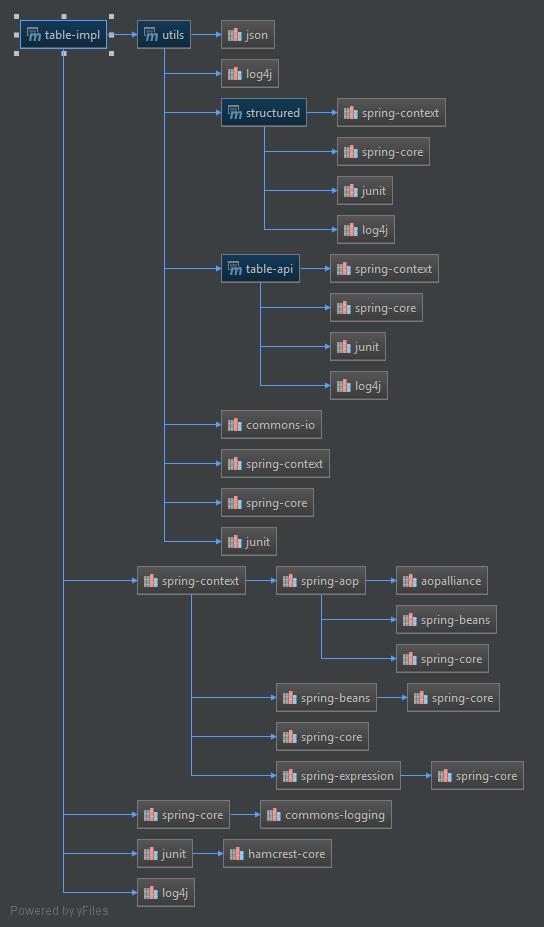 table-impl utils json
log4j
structured spring-context
spring-core
junit
log4j
table-api spring-context
spring-core
junit
log4j
commons-io
spring-context
spring-core
junit
spring-context spring-aop aopalliance
spring-beans
spring-core
spring-beans spring-core
spring-core
spring-expression spring-core
spring-core commons-logging
junit hamcrest-core
log4j
Powered by yFiles